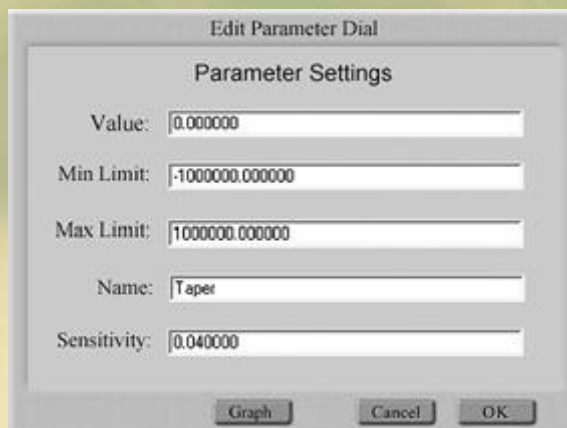 Edit Parameter Dial
Parameter Settings
Value: 0.000000
Min Limit: -1000000.000000
Max Limit: 1000000.000000
Name: Taper
Sensitivity: 0.040000
Graph Cancel OK